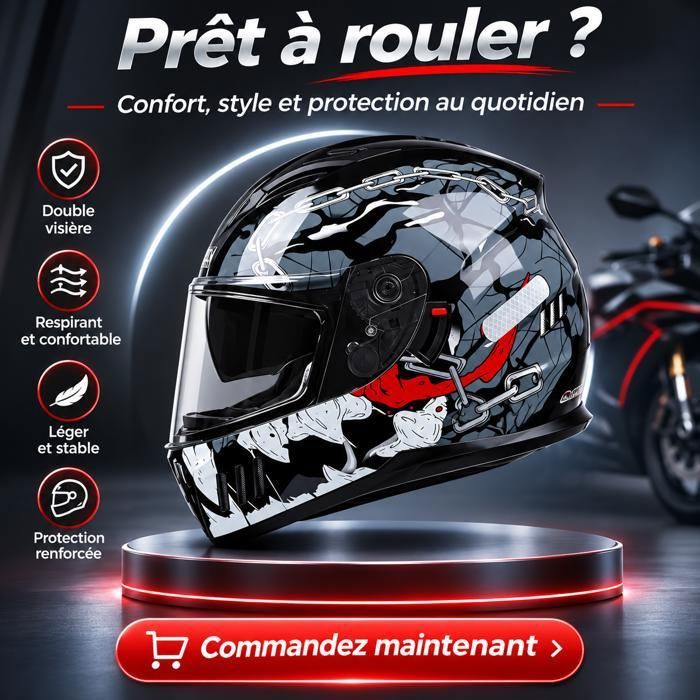 Prêt à rouler ?
Confort, style et protection au quotidien
Double
visière
Respirant
et confortable
Léger
et stable
Protection
renforcée
Commandez maintenant